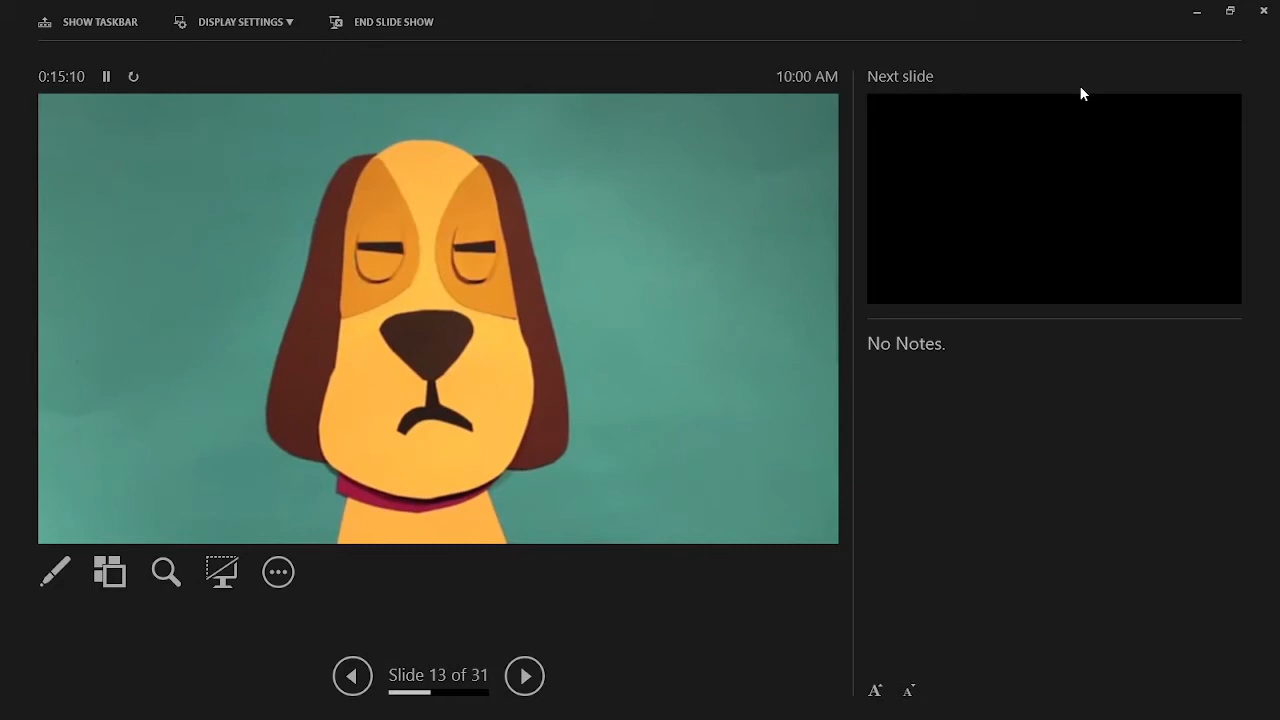 SHOW TASKBAR DISPLAY SETTINGS ▼ END SLIDE SHOW
0:15:10 10:00 AM
Next slide
No Notes.
Slide 13 of 31
A A